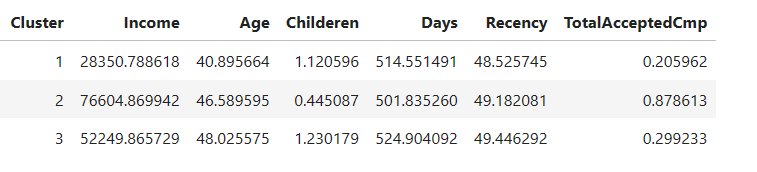 Cluster Income Age Childeren Days Recency TotalAcceptedCmp
1 28350.788618 40.895664 1.120596 514.551491 48.525745 0.205962
2 76604.869942 46.589595 0.445087 501.835260 49.182081 0.878613
3 52249.865729 48.025575 1.230179 524.904092 49.446292 0.299233